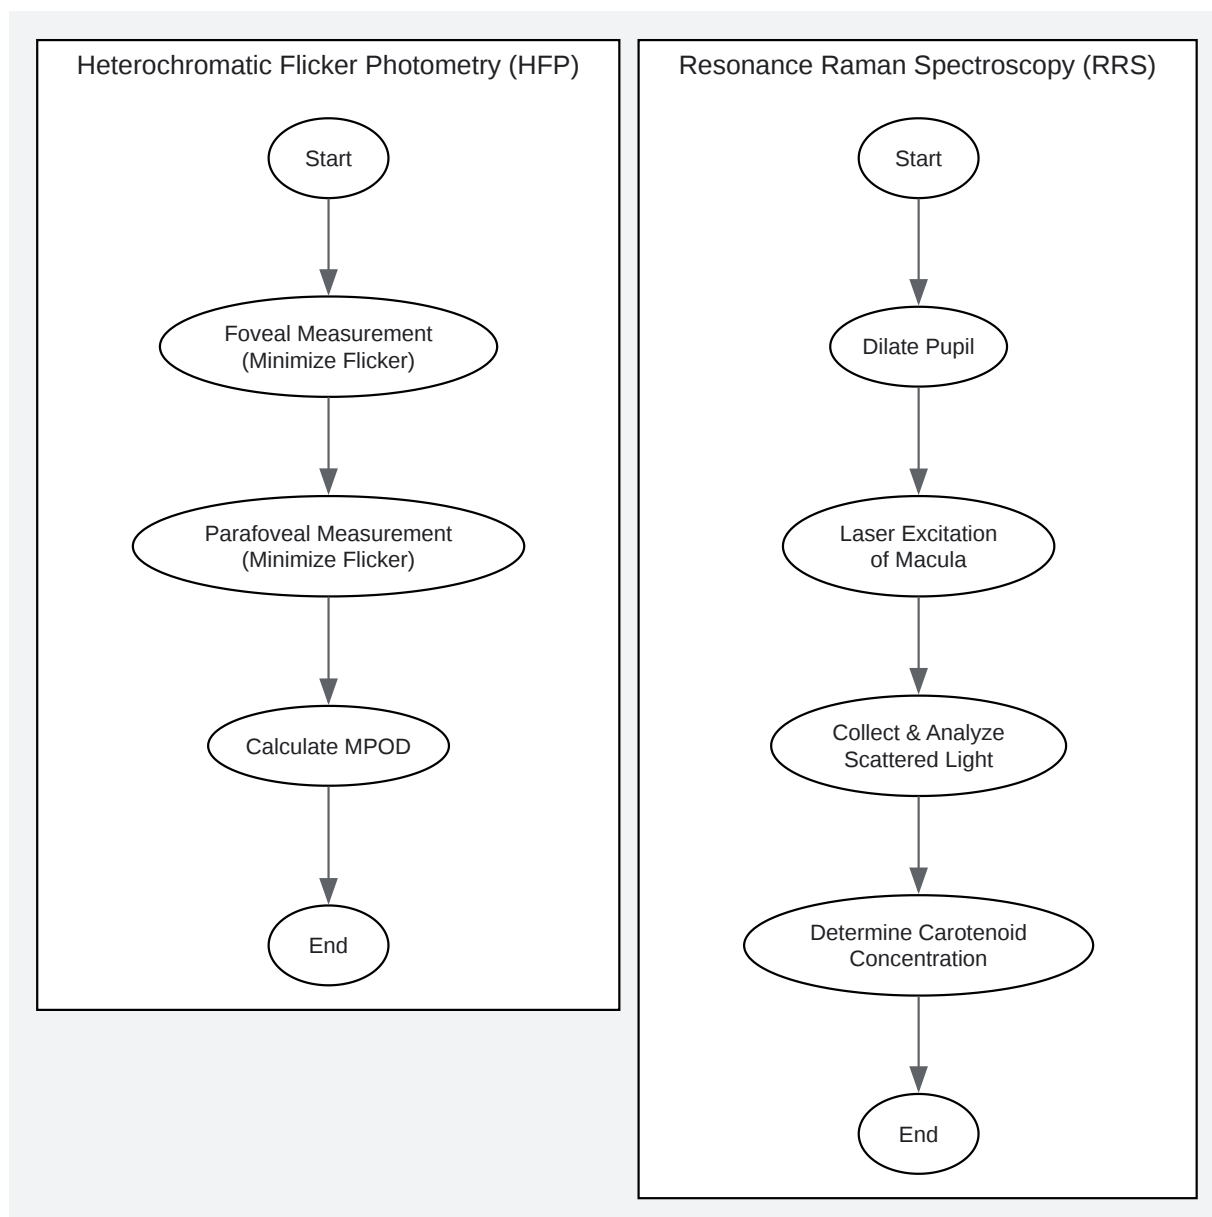 Heterochromatic Flicker Photometry (HFP)
Start
Foveal Measurement
(Minimize Flicker)
Parafoveal Measurement
(Minimize Flicker)
Calculate MPOD
End
Resonance Raman Spectroscopy (RRS)
Start
Dilate Pupil
Laser Excitation
of Macula
Collect & Analyze
Scattered Light
Determine Carotenoid
Concentration
End